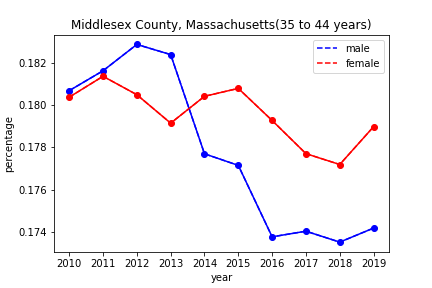 Middlesex County, Massachusetts(35 to 44 years)
male
female
percentage
0.182
0.180
0.178
0.176
0.174
2010 2011 2012 2013 2014 2015 2016 2017 2018 2019
year